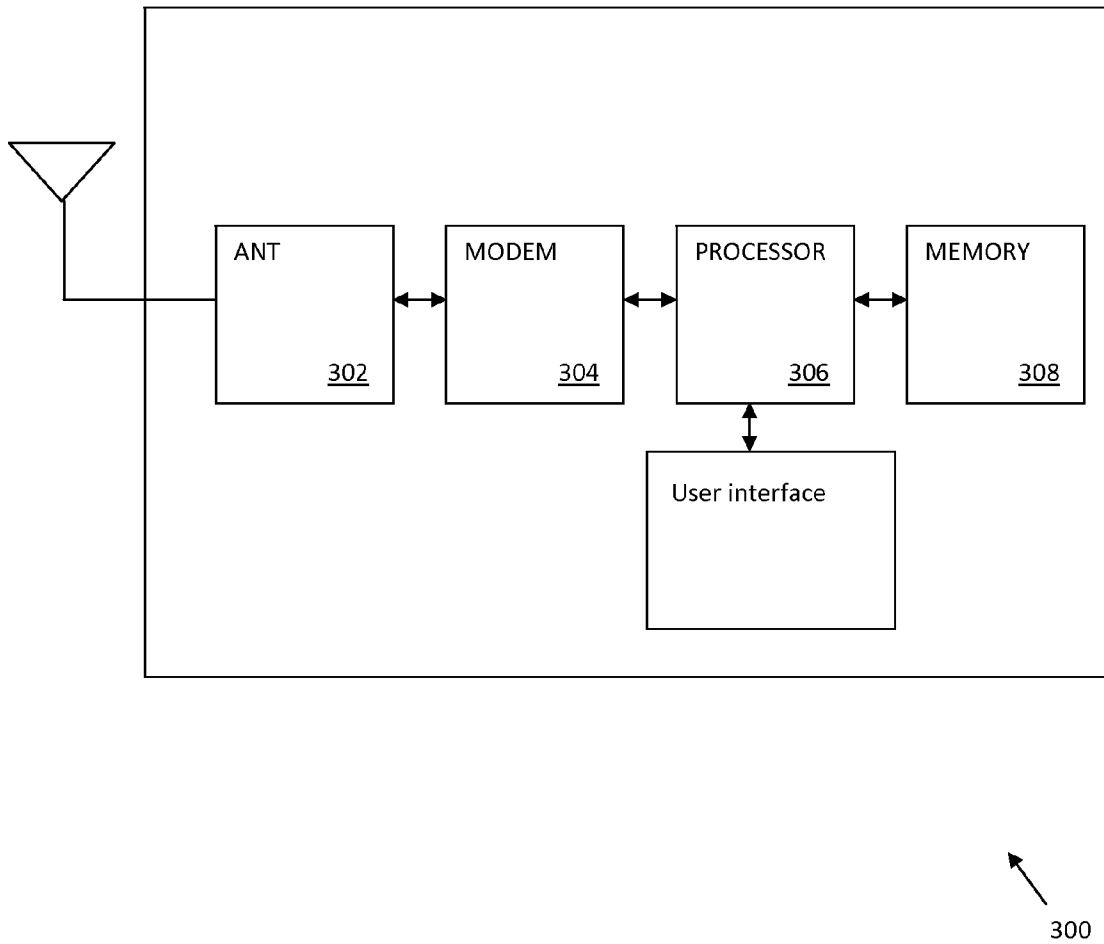 ANT
302
MODEM
304
PROCESSOR
306
MEMORY
308
User interface
300